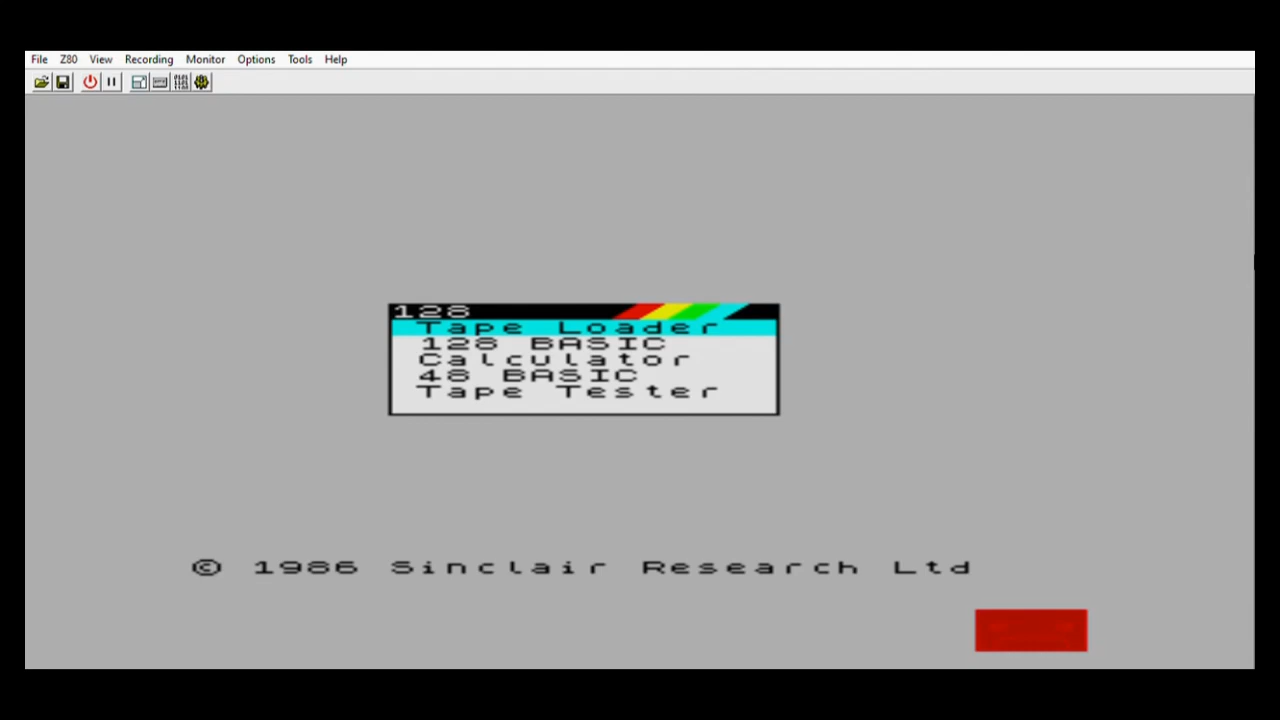 File Z80 View Recording Monitor Options Tools Help
128
Tape Loader
128 BASIC
Calculator
48 BASIC
Tape Tester
© 1986 Sinclair Research Ltd